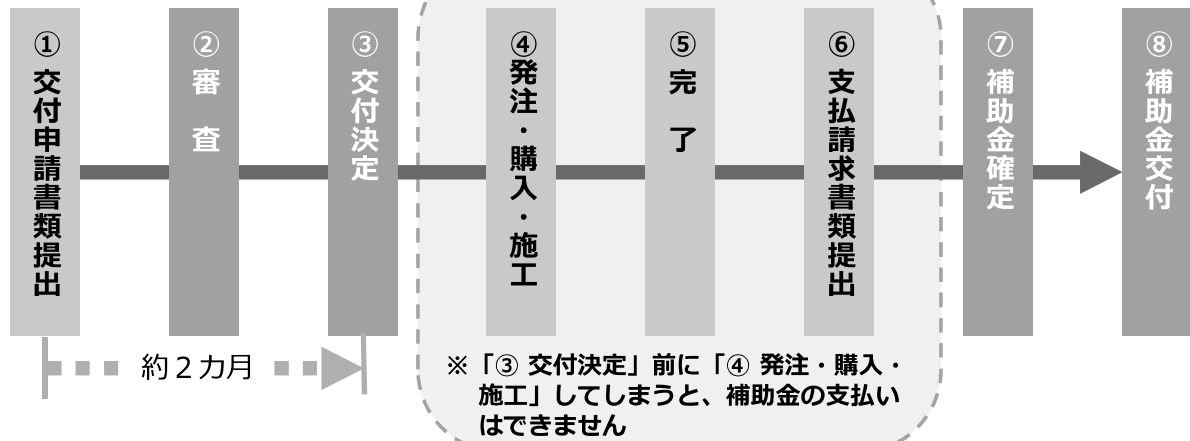 ①交付申請書類提出
②審　査
③交付決定
④発注・購入・施工
⑤完　了
⑥支払請求書類提出
⑦補助金確定
⑧補助金交付
約２カ月
※「③ 交付決定」前に「④ 発注・購入・
施工」してしまうと、補助金の支払い
はできません